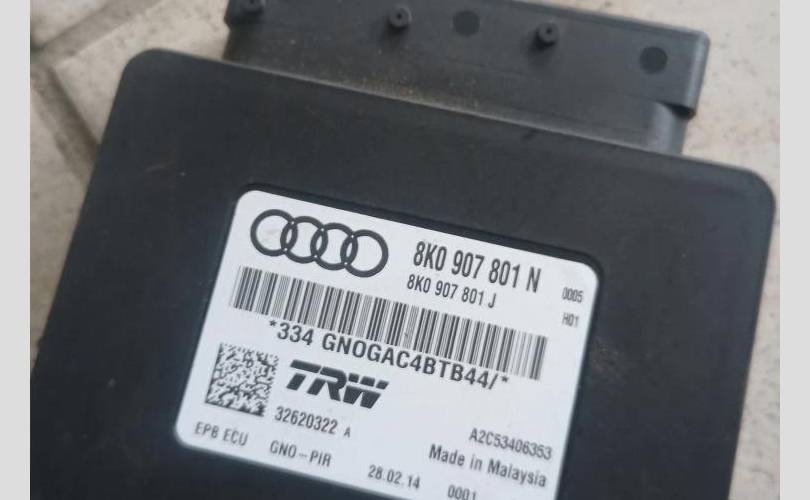 8K0 907 801 N
8K0 907 801 J
0005
H01
*334 GNOGAC4BTB44/*
TRW
32620322 A
A2C53406353
EPB ECU GNO-PIR Made in Malaysia
28.02.14 0001